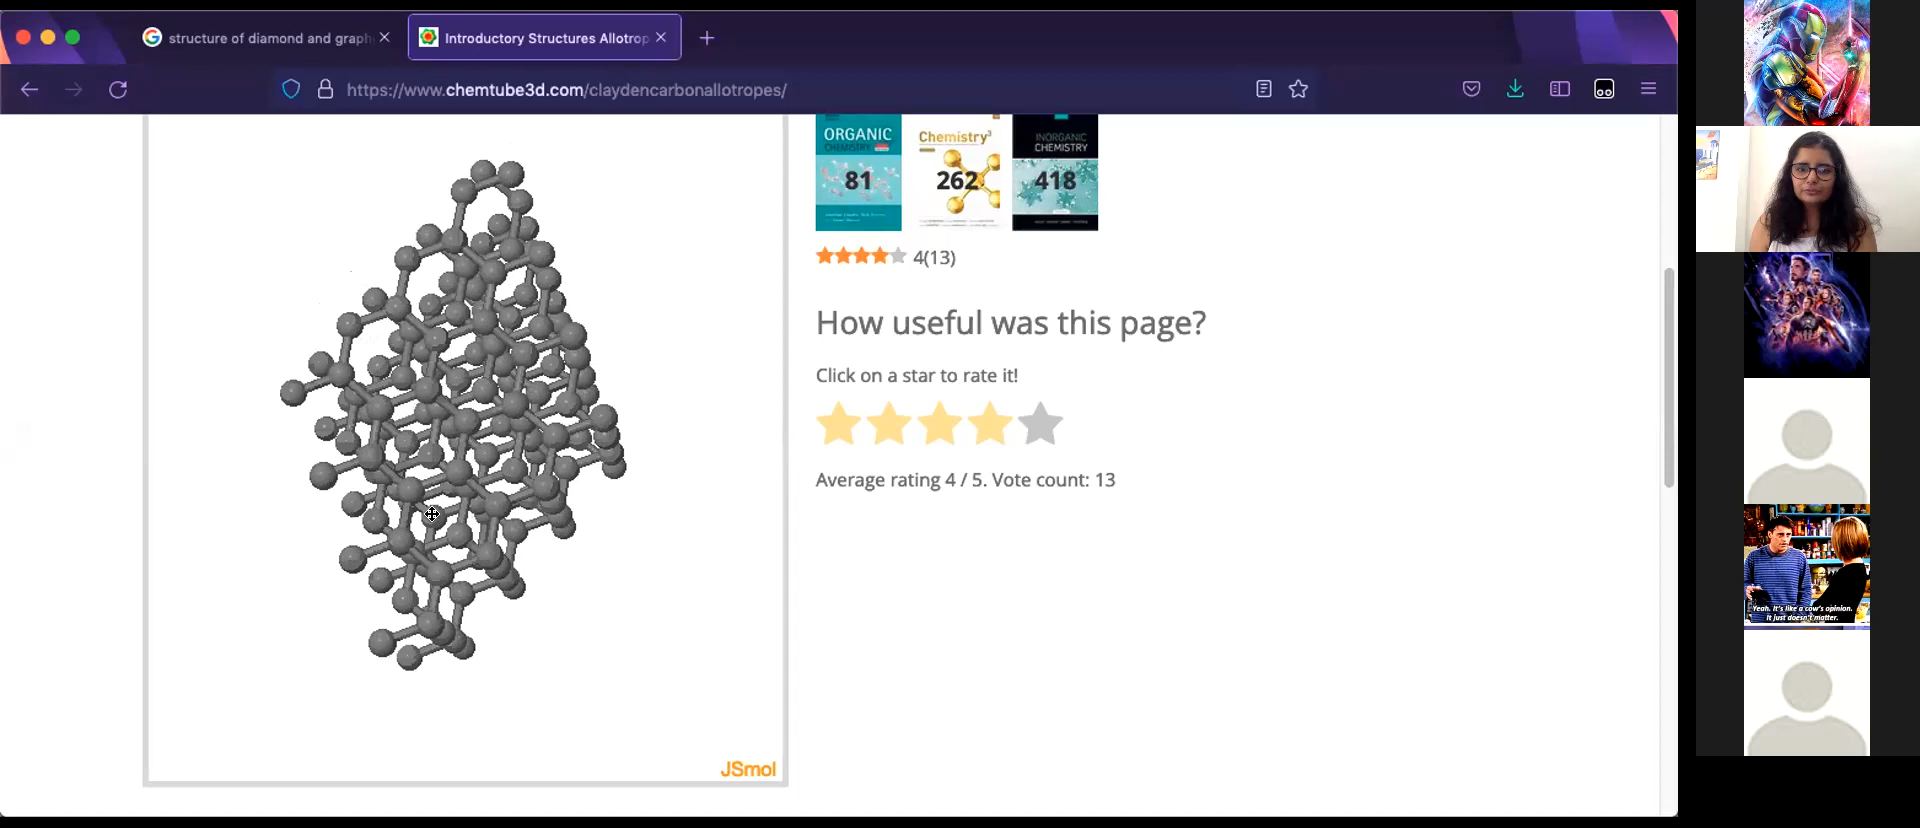 structure of diamond and graph
Introductory Structures Allotrop
https://www.chemtube3d.com/claydencarbonallotropes/
ORGANIC
CHEMISTRY
81
Chemistry³
262
INORGANIC
CHEMISTRY
418
4(13)
How useful was this page?
Click on a star to rate it!
Average rating 4 / 5. Vote count: 13
JSmol
Yeah. It's like a cow's opinion.
It just doesn't matter.